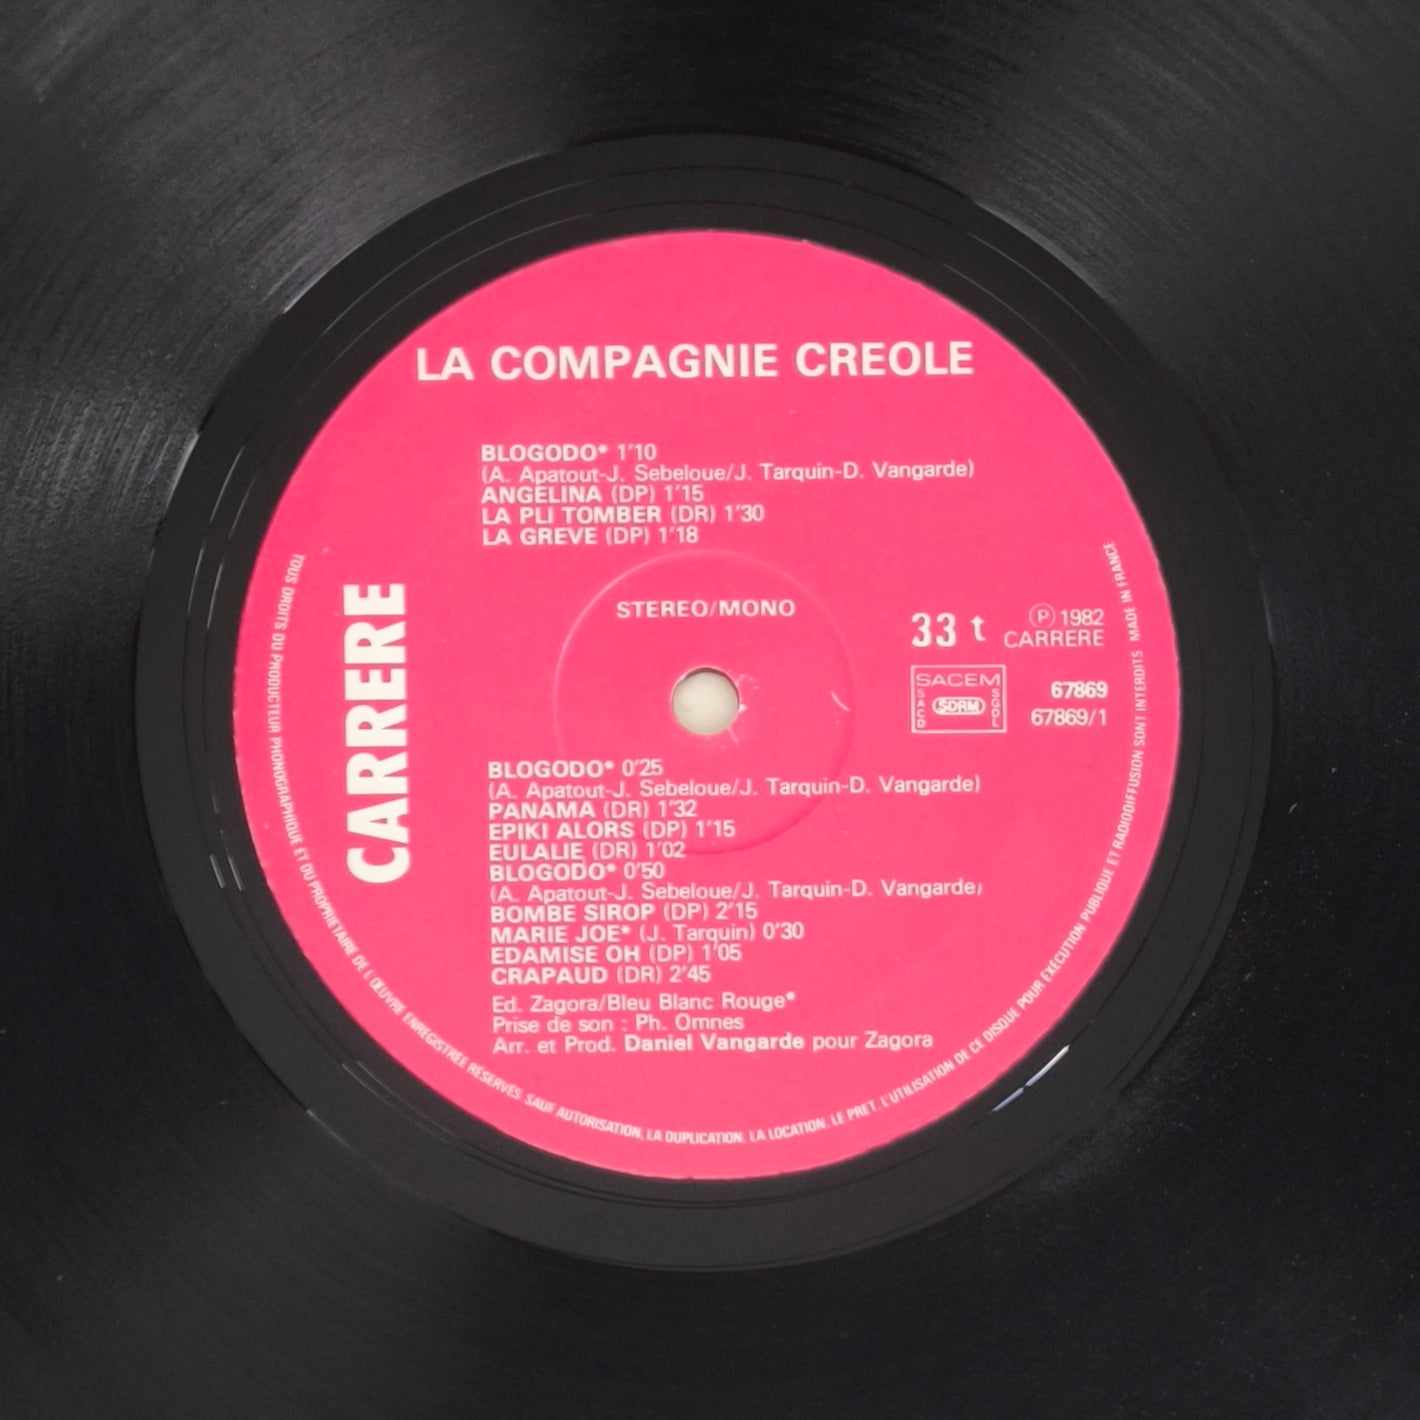 LA COMPAGNIE CREOLE
BLOGODO* 1'10
(A. Apatout-J. Sebeloue/J. Tarquin-D. Vangarde)
ANGELINA (DP) 1'15
LA PLI TOMBER (DR) 1'30
LA GREVE (DP) 1'18
STEREO/MONO
CARRERE
33 t
Ⓟ 1982
CARRERE
SACEM
SACD
SDRM
SGDL
67869
67869/1
BLOGODO* 0'25
(A. Apatout-J. Sebeloue/J. Tarquin-D. Vangarde)
PANAMA (DR) 1'32
EPIKI ALORS (DP) 1'15
EULALIE (DR) 1'02
BLOGODO* 0'50
(A. Apatout-J. Sebeloue/J. Tarquin-D. Vangarde)
BOMBE SIROP (DP) 2'15
MARIE JOE* (J. Tarquin) 0'30
EDAMISE OH (DP) 1'05
CRAPAUD (DR) 2'45
Ed. Zagora/Bleu Blanc Rouge*
Prise de son : Ph. Omnes
Arr. et Prod. Daniel Vangarde pour Zagora
TOUS DROITS DU PRODUCTEUR PHONOGRAPHIQUE ET DU PROPRIETAIRE DE L'ŒUVRE ENREGISTREE RESERVES. SAUF AUTORISATION, LA DUPLICATION, LA LOCATION, LE PRET, L'UTILISATION DE CE DISQUE POUR EXECUTION PUBLIQUE ET RADIODIFFUSION SONT INTERDITS MADE IN FRANCE